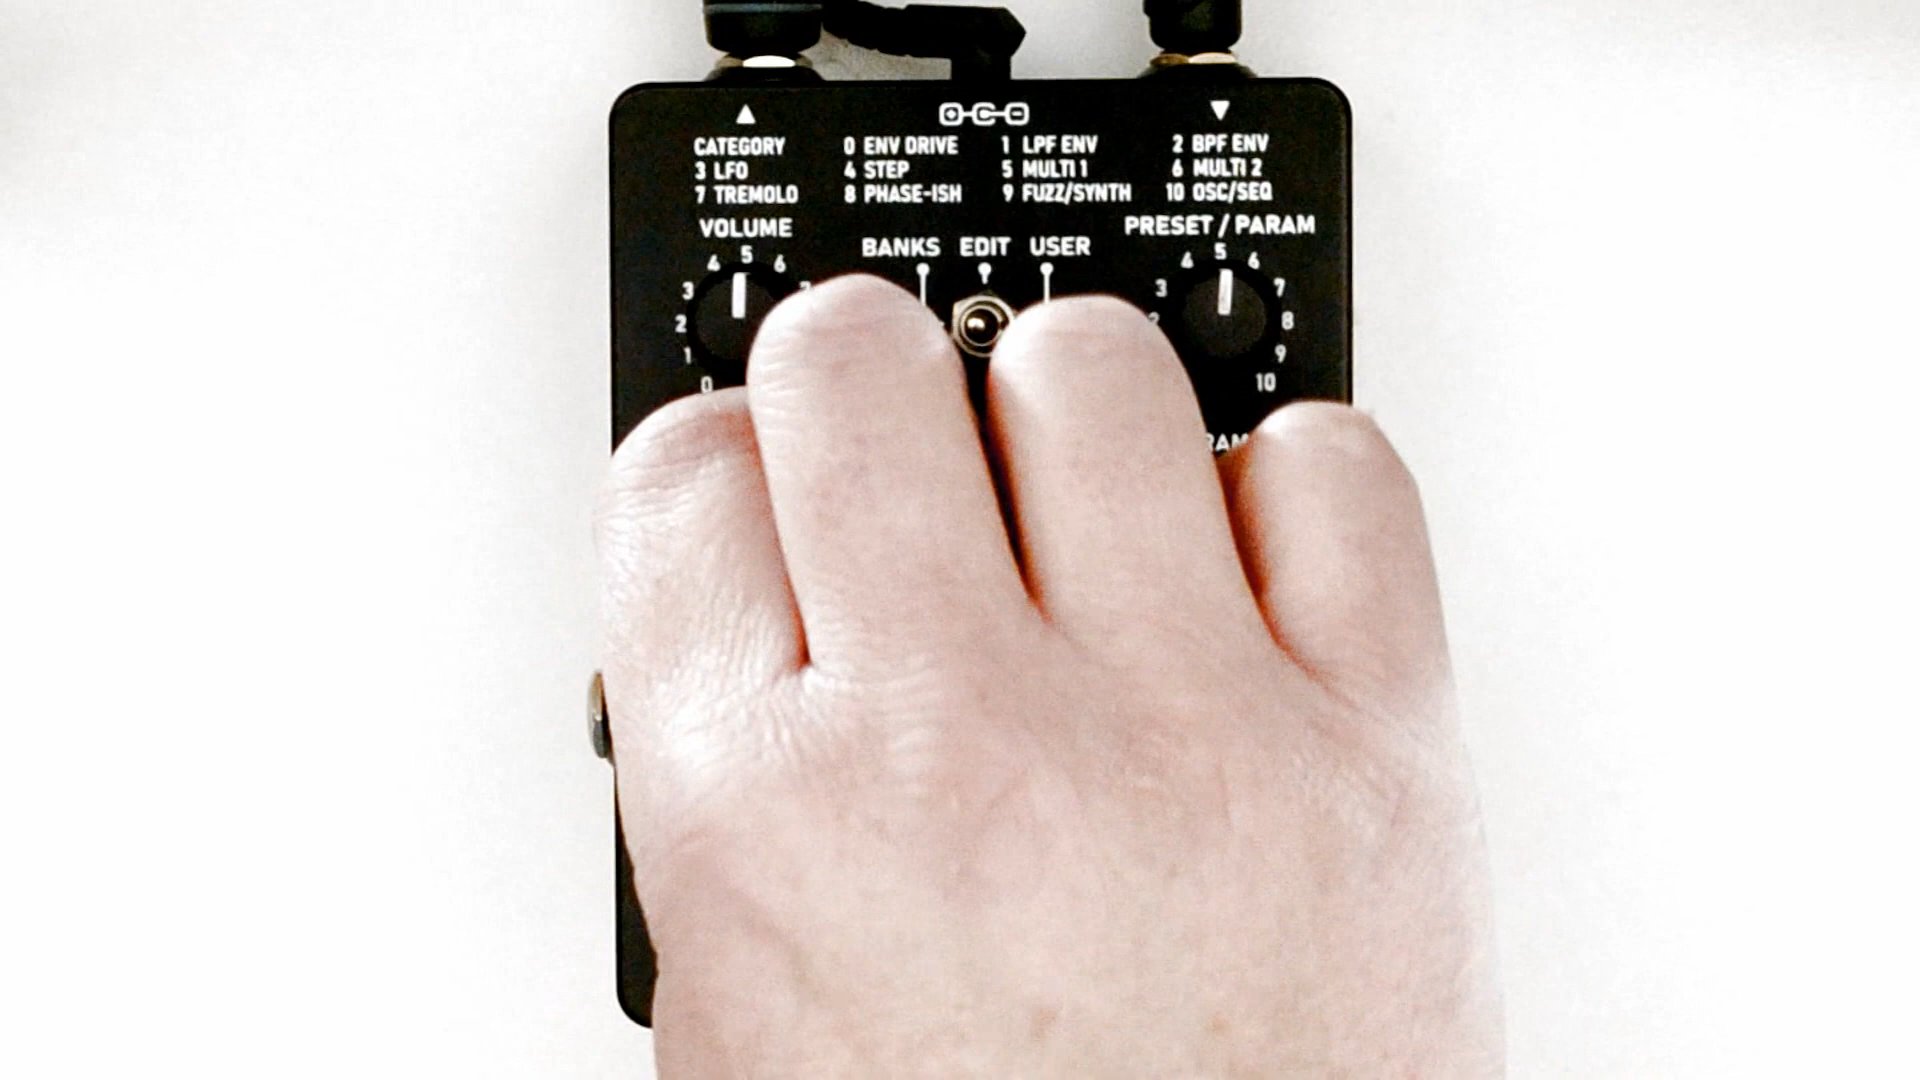 CATEGORY 0 ENV DRIVE 1 LPF ENV 2 BPF ENV
3 LFO 4 STEP 5 MULTI 1 6 MULTI 2
7 TREMOLO 8 PHASE-ISH 9 FUZZ/SYNTH 10 OSC/SEQ
VOLUME PRESET / PARAM
BANKS EDIT USER
0 1 2 3 4 5 6
2 3 4 5 6 7 8 9 10